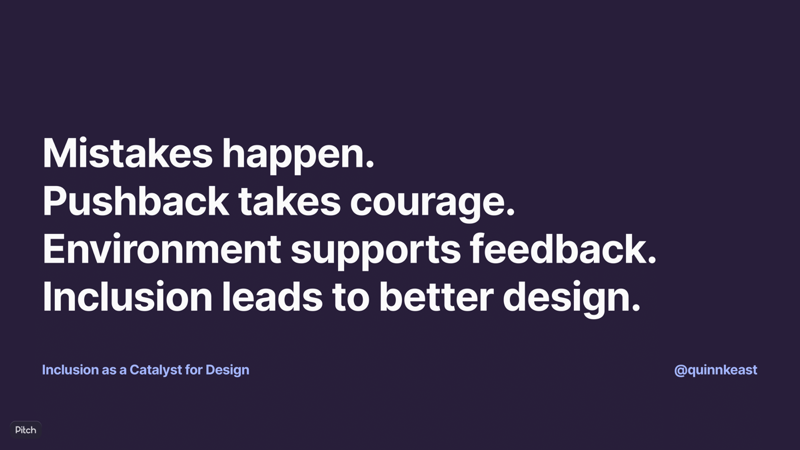 Mistakes happen.
Pushback takes courage.
Environment supports feedback.
Inclusion leads to better design.
Inclusion as a Catalyst for Design
@quinnkeast
Pitch